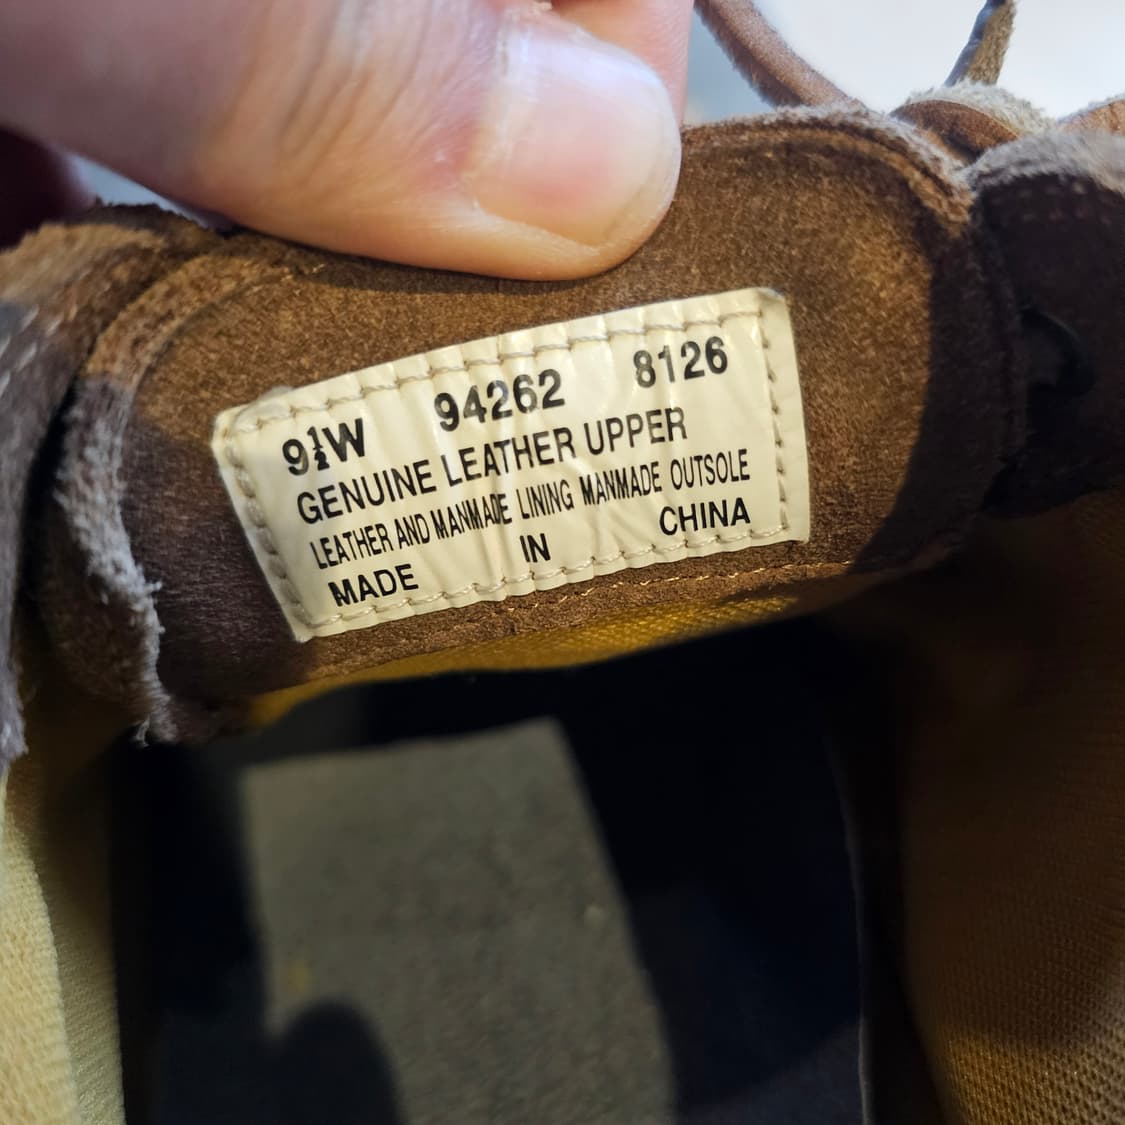 9½W 94262 8126
GENUINE LEATHER UPPER
LEATHER AND MANMADE LINING MANMADE OUTSOLE
MADE IN CHINA